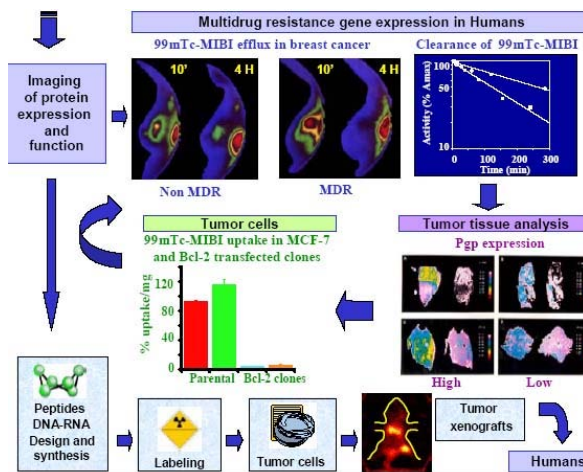 Multidrug resistance gene expression in Humans
99mTc-MIBI efflux in breast cancer
Clearance of 99mTc-MIBI
Imaging
of protein
expression
and
function
10'
4 H
10'
4 H
Non MDR
MDR
Activity (% Amax)
100
10
0
100
200
300
Time (min)
Tumor cells
99mTc-MIBI uptake in MCF-7
and Bcl-2 transfected clones
% uptake/mg
120
80
40
0
Parental
Bcl-2 clones
Tumor tissue analysis
Pgp expression
High
Low
Peptides
DNA-RNA
Design and
synthesis
Labeling
Tumor cells
Tumor
xenografts
Humans